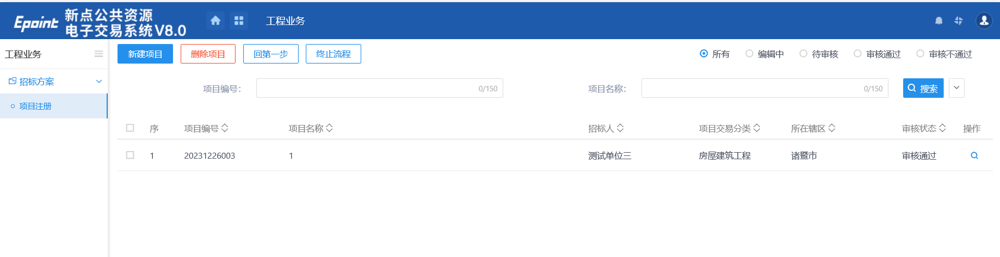 Epoint 新点公共资源
电子交易系统V8.0
工程业务
工程业务
招标方案
项目注册
新建项目 删除项目 回第一步 终止流程 所有 编辑中 待审核 审核通过 审核不通过
项目编号： 0/150 项目名称： 0/150 搜索
序 项目编号 项目名称 招标人 项目交易分类 所在辖区 审核状态 操作
1 20231226003 1 测试单位三 房屋建筑工程 诸暨市 审核通过